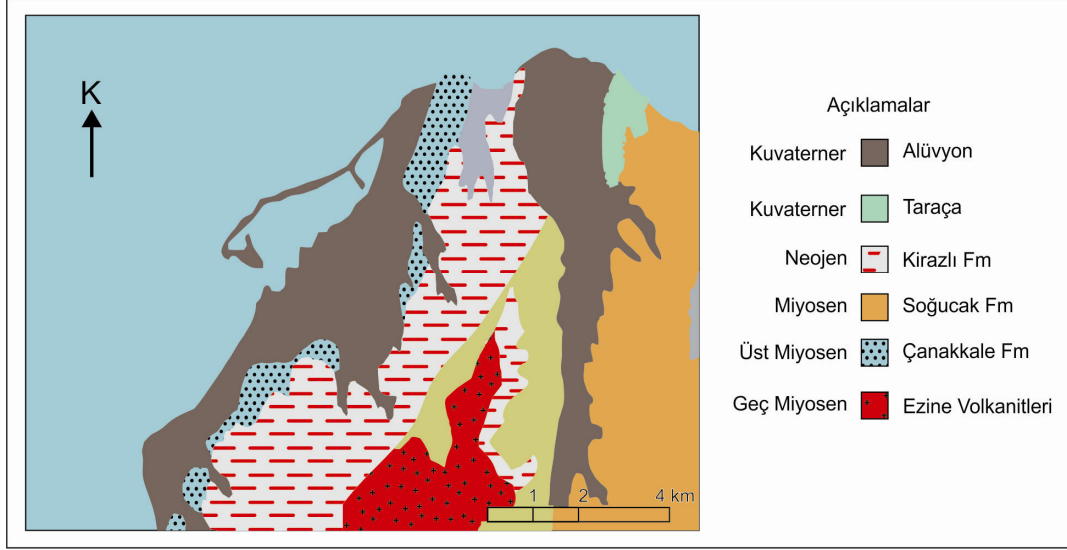 K
Açıklamalar
Kuvaterner Alüvyon
Kuvaterner Taraça
Neojen Kirazlı Fm
Miyosen Soğucak Fm
Üst Miyosen Çanakkale Fm
Geç Miyosen Ezine Volkanitleri
1 2 4 km